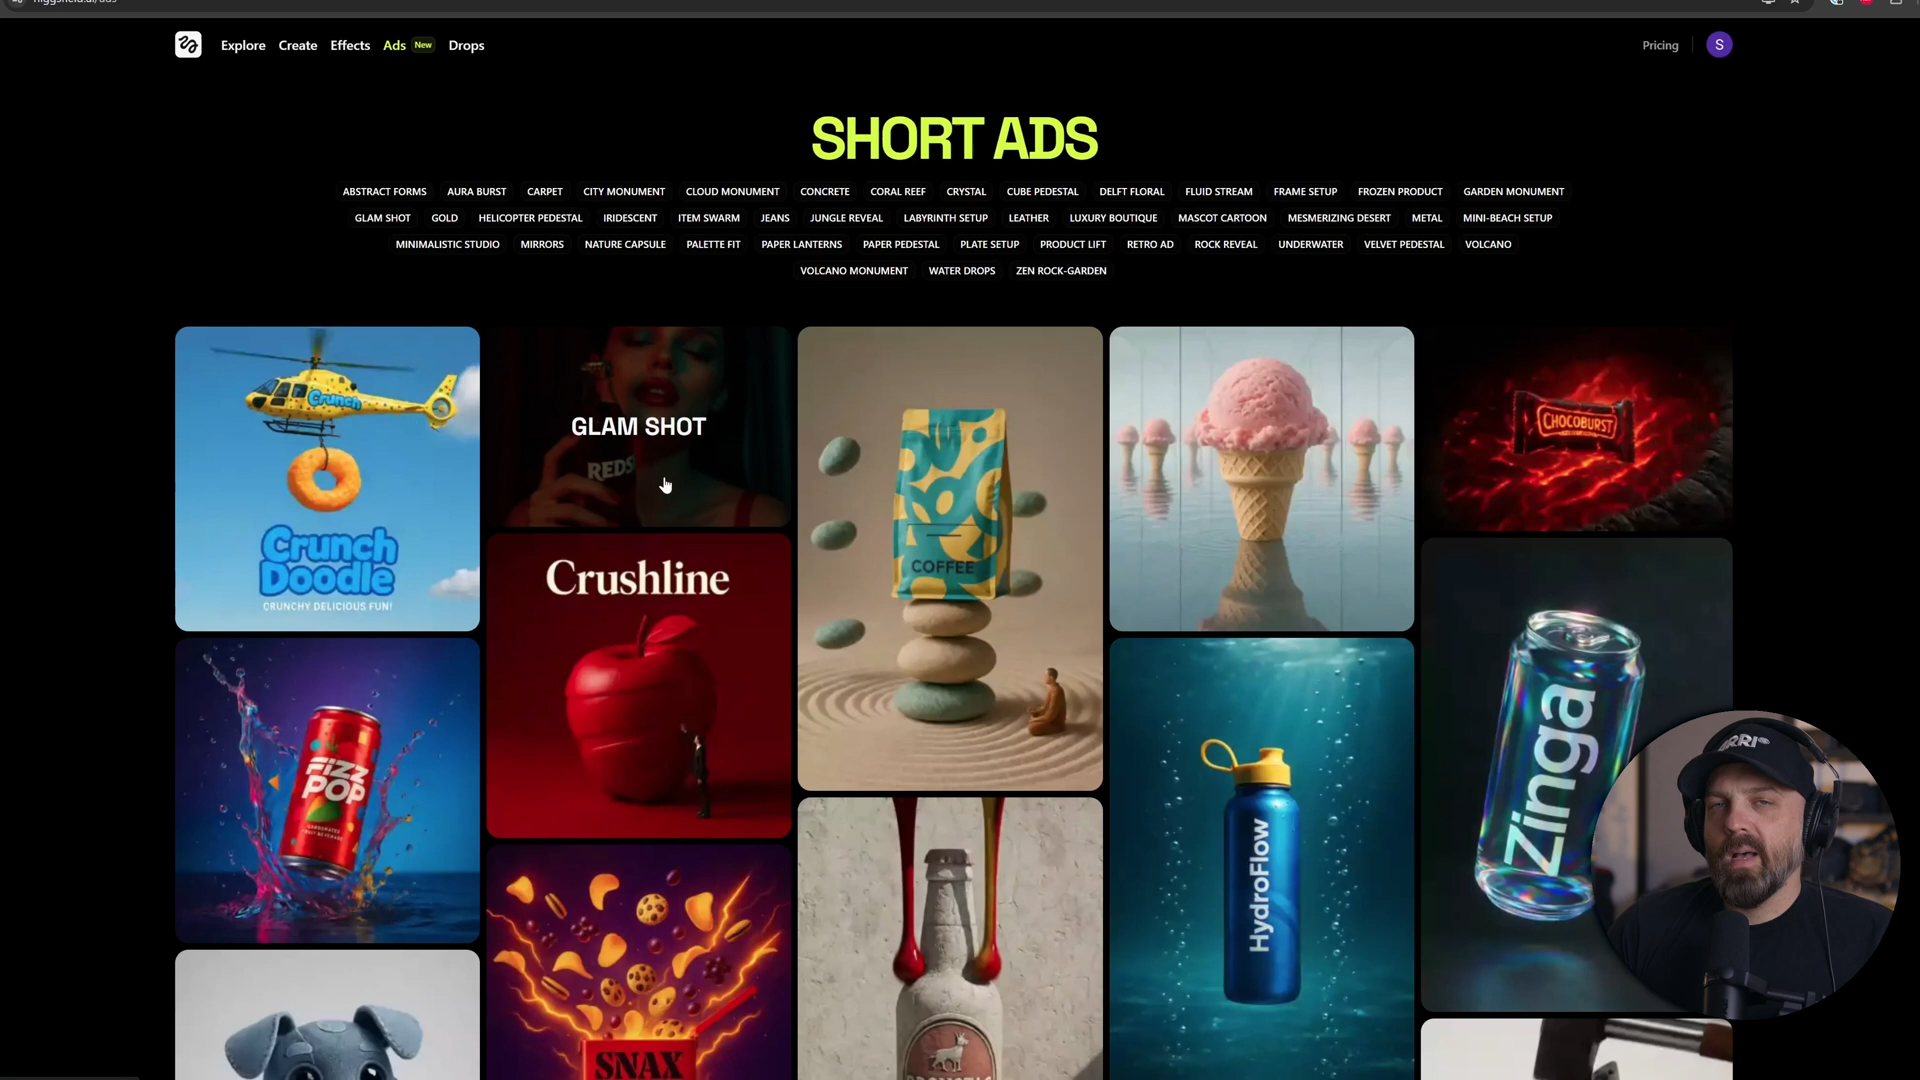 Explore Create Effects Ads New Drops
Pricing S
SHORT ADS
ABSTRACT FORMS AURA BURST CARPET CITY MONUMENT CLOUD MONUMENT CONCRETE CORAL REEF CRYSTAL CUBE PEDESTAL DELFT FLORAL FLUID STREAM FRAME SETUP FROZEN PRODUCT GARDEN MONUMENT
GLAM SHOT GOLD HELICOPTER PEDESTAL IRIDESCENT ITEM SWARM JEANS JUNGLE REVEAL LABYRINTH SETUP LEATHER LUXURY BOUTIQUE MASCOT CARTOON MESMERIZING DESERT METAL MINI-BEACH SETUP
MINIMALISTIC STUDIO MIRRORS NATURE CAPSULE PALETTE FIT PAPER LANTERNS PAPER PEDESTAL PLATE SETUP PRODUCT LIFT RETRO AD ROCK REVEAL UNDERWATER VELVET PEDESTAL VOLCANO
VOLCANO MONUMENT WATER DROPS ZEN ROCK-GARDEN
Crunch
Crunch
Doodle
CRUNCHY DELICIOUS FUN!
GLAM SHOT
REDS
COFFEE
CHOCOBURST
Crushline
FIZZ
POP
HydroFlow
Zinga
SNAX